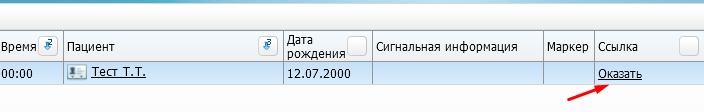 Время Пациент Дата рождения Сигнальная информация Маркер Ссылка
00:00 Тест Т.Т. 12.07.2000 Оказать